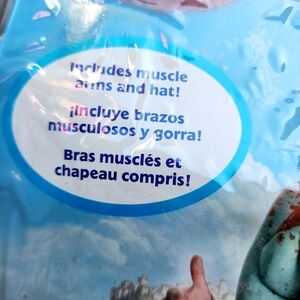 Includes muscle
arms and hat!
¡Incluye brazos
musculosos y gorra!
Bras musclés et
chapeau compris!